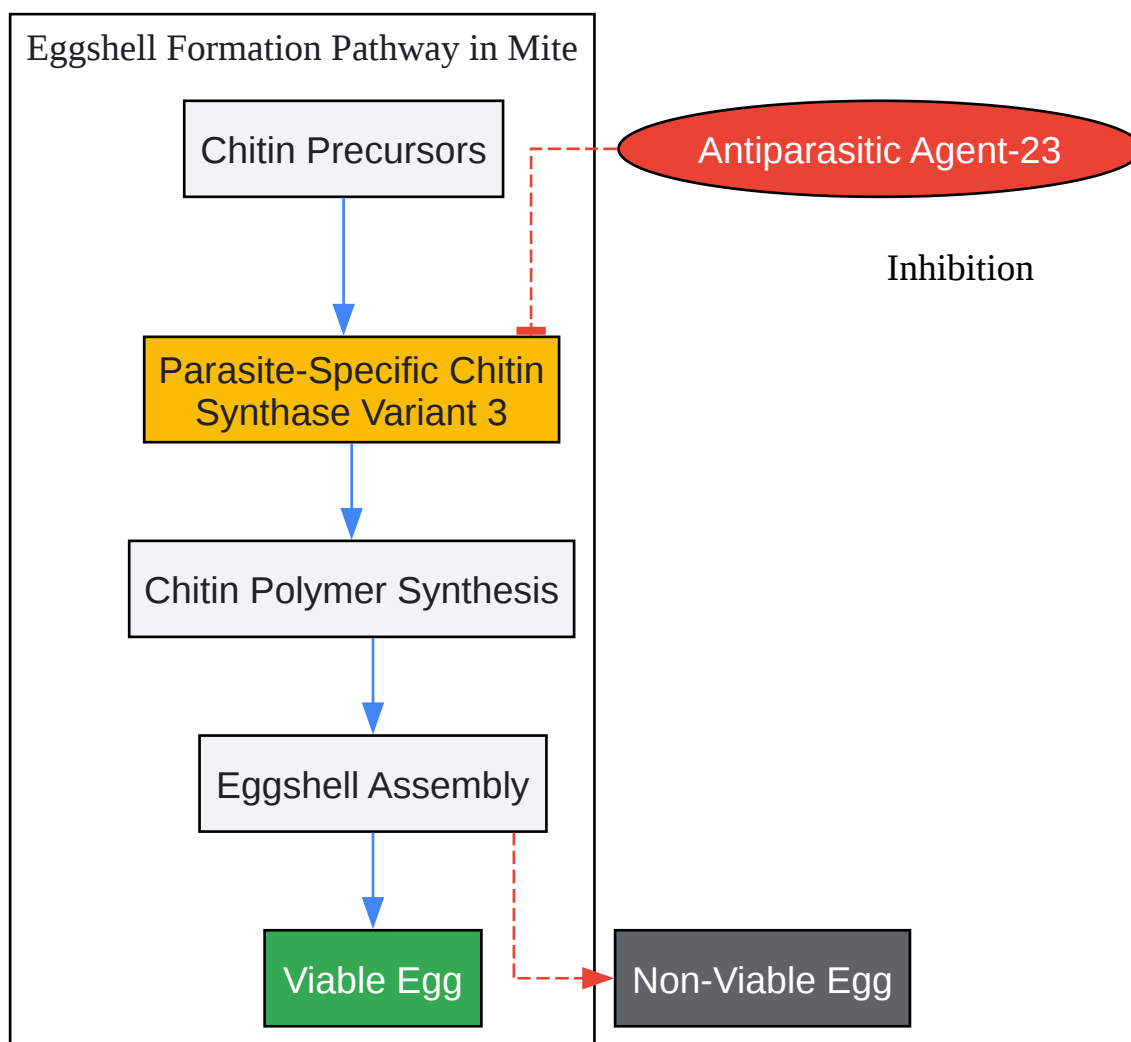 Eggshell Formation Pathway in Mite
Chitin Precursors
Antiparasitic Agent-23
Inhibition
Parasite-Specific Chitin
Synthase Variant 3
Chitin Polymer Synthesis
Eggshell Assembly
Viable Egg
Non-Viable Egg